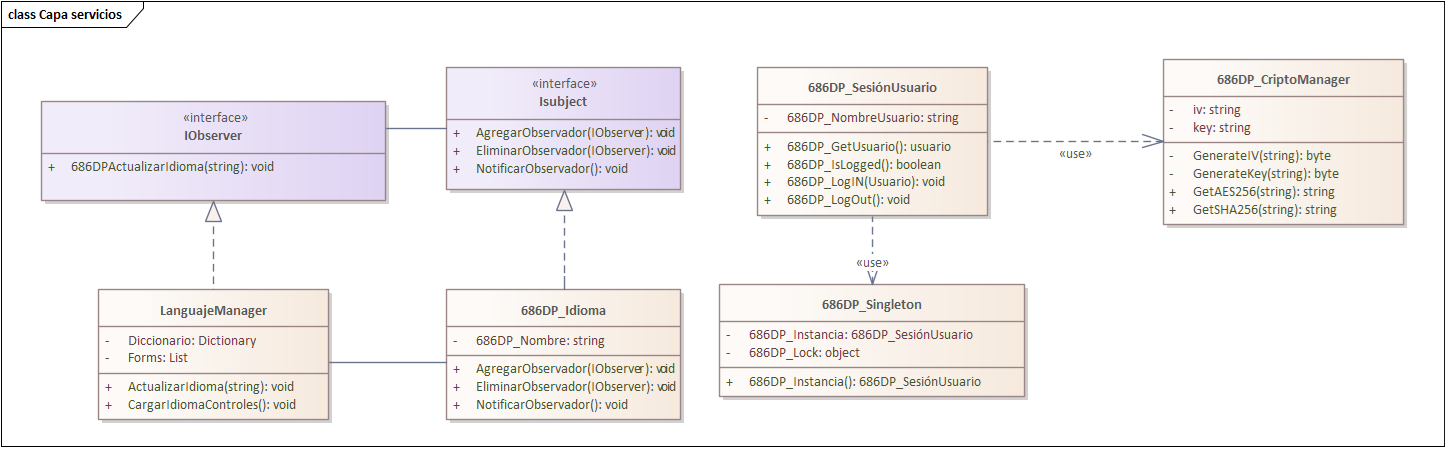 class Capa servicios
«interface»
IObserver
+ 686DPActualizarIdioma(string): void
«interface»
Isubject
+ AgregarObservador(IObserver): void
+ EliminarObservador(IObserver): void
+ NotificarObservador(): void
LanguajeManager
- Diccionario: Dictionary
- Forms: List
+ ActualizarIdioma(string): void
+ CargarIdiomaControles(): void
686DP_Idioma
- 686DP_Nombre: string
+ AgregarObservador(IObserver): void
+ EliminarObservador(IObserver): void
+ NotificarObservador(): void
686DP_SesiónUsuario
- 686DP_NombreUsuario: string
+ 686DP_GetUsuario(): usuario
+ 686DP_IsLogged(): boolean
+ 686DP_LogIN(Usuario): void
+ 686DP_LogOut(): void
«use»
«use»
686DP_CriptoManager
- iv: string
- key: string
- GenerateIV(string): byte
- GenerateKey(string): byte
+ GetAES256(string): string
+ GetSHA256(string): string
686DP_Singleton
- 686DP_Instancia: 686DP_SesiónUsuario
- 686DP_Lock: object
+ 686DP_Instancia(): 686DP_SesiónUsuario